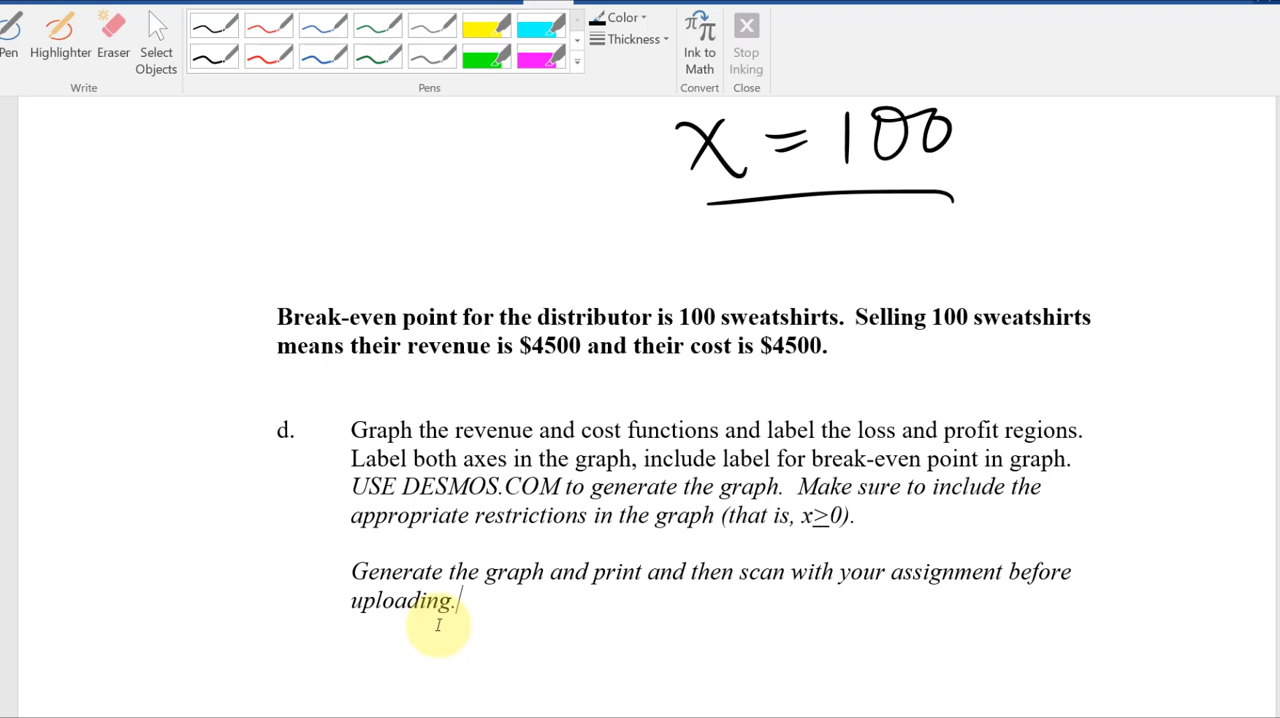 Pen
Highlighter
Eraser
Select
Objects
Write
Pens
Color
Thickness
Ink to
Math
Convert
Stop
Inking
Close
x = 100
Break-even point for the distributor is 100 sweatshirts. Selling 100 sweatshirts
means their revenue is $4500 and their cost is $4500.
d. Graph the revenue and cost functions and label the loss and profit regions.
Label both axes in the graph, include label for break-even point in graph.
USE DESMOS.COM to generate the graph. Make sure to include the
appropriate restrictions in the graph (that is, x>0).
Generate the graph and print and then scan with your assignment before
uploading.